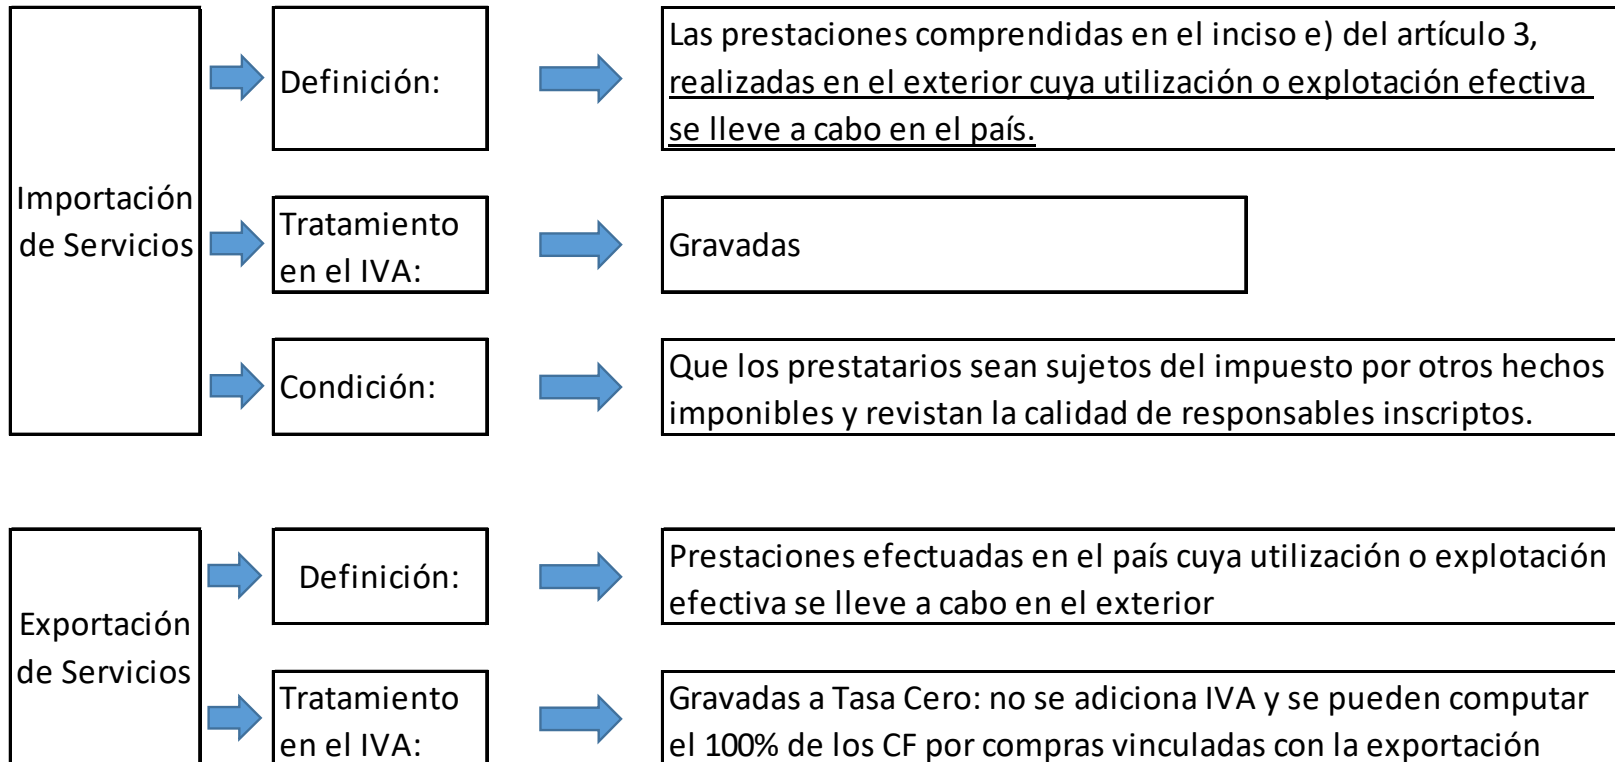 Importación
de Servicios
Definición:
Las prestaciones comprendidas en el inciso e) del artículo 3,
realizadas en el exterior cuya utilización o explotación efectiva
se lleve a cabo en el país.
Tratamiento
en el IVA:
Gravadas
Condición:
Que los prestatarios sean sujetos del impuesto por otros hechos
imponibles y revistan la calidad de responsables inscriptos.
Exportación
de Servicios
Definición:
Prestaciones efectuadas en el país cuya utilización o explotación
efectiva se lleve a cabo en el exterior
Tratamiento
en el IVA:
Gravadas a Tasa Cero: no se adiciona IVA y se pueden computar
el 100% de los CF por compras vinculadas con la exportación